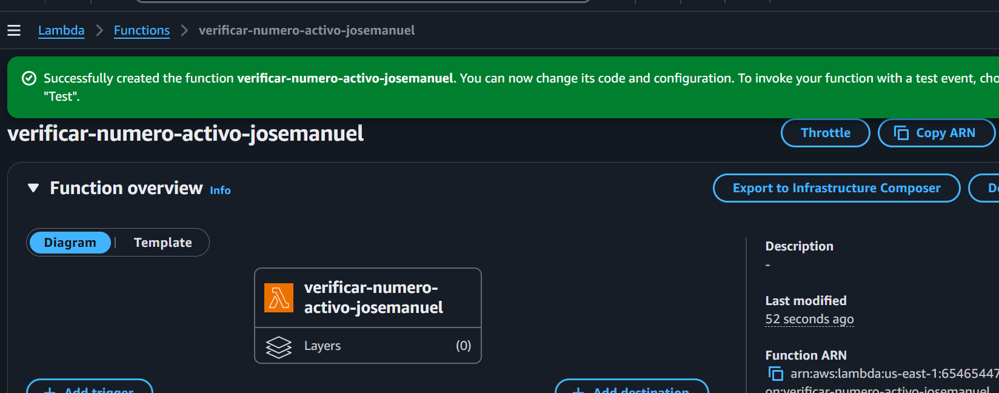 Lambda > Functions > verificar-numero-activo-josemanuel
Successfully created the function verificar-numero-activo-josemanuel. You can now change its code and configuration. To invoke your function with a test event,
"Test".
verificar-numero-activo-josemanuel
Throttle
Copy ARN
Function overview Info
Export to Infrastructure Composer
Diagram | Template
verificar-numero-
activo-josemanuel
Layers (0)
+ Add trigger
+ Add destination
Description
-
Last modified
52 seconds ago
Function ARN
arn:aws:lambda:us-east-1:65465447
on:verificar-numero-activo-josemanuel